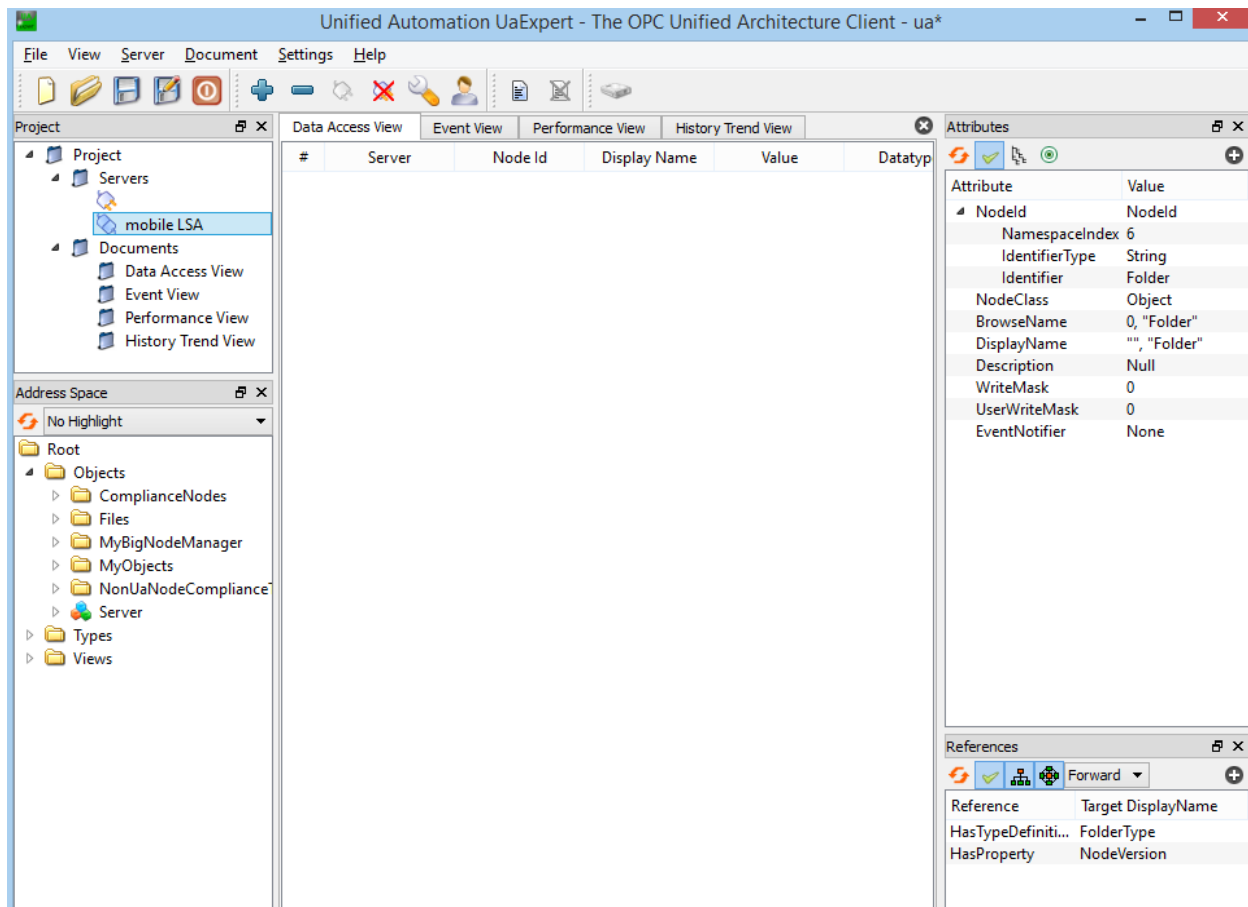 Unified Automation UaExpert - The OPC Unified Architecture Client - ua*
File View Server Document Settings Help
Project
Project
Servers
mobile LSA
Documents
Data Access View
Event View
Performance View
History Trend View
Address Space
No Highlight
Root
Objects
ComplianceNodes
Files
MyBigNodeManager
MyObjects
NonUaNodeCompliance
Server
Types
Views
Data Access View Event View Performance View History Trend View
# Server Node Id Display Name Value Datatyp
Attributes
Attribute Value
NodeId NodeId
NamespaceIndex 6
IdentifierType String
Identifier Folder
NodeClass Object
BrowseName 0, "Folder"
DisplayName "", "Folder"
Description Null
WriteMask 0
UserWriteMask 0
EventNotifier None
References
Forward
Reference Target DisplayName
HasTypeDefiniti... FolderType
HasProperty NodeVersion